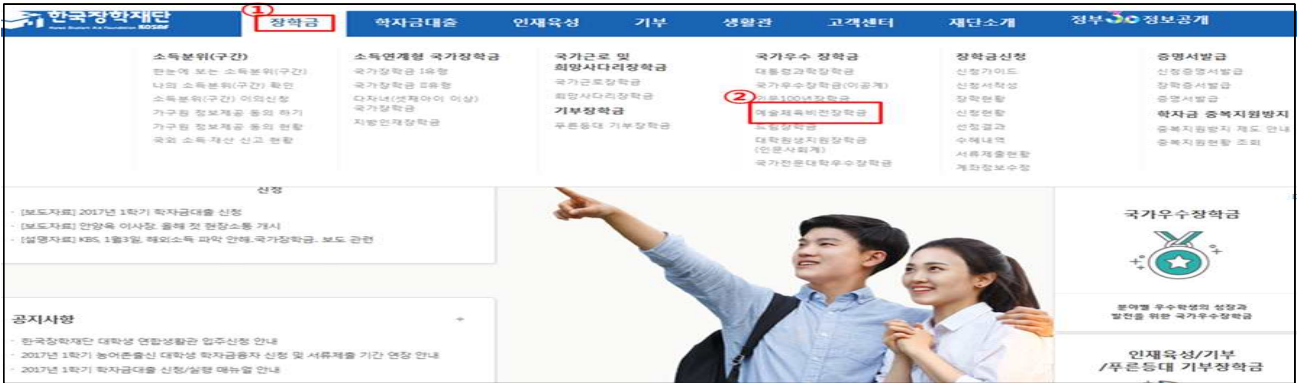 한국장학재단
KOSAF
① 장학금 학자금대출 인재육성 기부 생활관 고객센터 재단소개 정부3.0 정보공개
소득분위(구간)
한눈에 보는 소득분위(구간)
나의 소득분위(구간) 확인
소득분위(구간) 이의신청
가구원 정보제공 동의 하기
가구원 정보제공 동의 현황
국외 소득·재산 신고 현황
소득연계형 국가장학금
국가장학금 I유형
국가장학금 II유형
다자녀(셋째아이 이상)
국가장학금
지방인재장학금
국가근로 및
희망사다리장학금
국가근로장학금
희망사다리장학금
기부장학금
푸른등대 기부장학금
국가우수 장학금
대통령과학장학금
국가우수장학금(이공계)
② 인문100년장학금
예술체육비전장학금
드림장학금
대학원생지원장학금
(인문사회계)
국가전문대학우수장학금
장학금신청
신청가이드
신청서작성
장학현황
신청현황
선정결과
수혜내역
서류제출현황
계좌정보수정
증명서발급
신청증명서발급
장학증서발급
증명서발급
학자금 중복지원방지
중복지원방지 제도 안내
중복지원현황 조회
신청
· [보도자료] 2017년 1학기 학자금대출 신청
· [보도자료] 안양옥 이사장, 올해 첫 현장소통 개시
· [설명자료] KBS, 1월3일, 해외소득 파악 안해.국가장학금.. 보도 관련
공지사항 +
· 한국장학재단 대학생 연합생활관 입주신청 안내
· 2017년 1학기 농어촌출신 대학생 학자금융자 신청 및 서류제출 기간 연장 안내
· 2017년 1학기 학자금대출 신청/실행 매뉴얼 안내
국가우수장학금
분야별 우수학생의 성장과
발전을 위한 국가우수장학금
인재육성/기부
/푸른등대 기부장학금